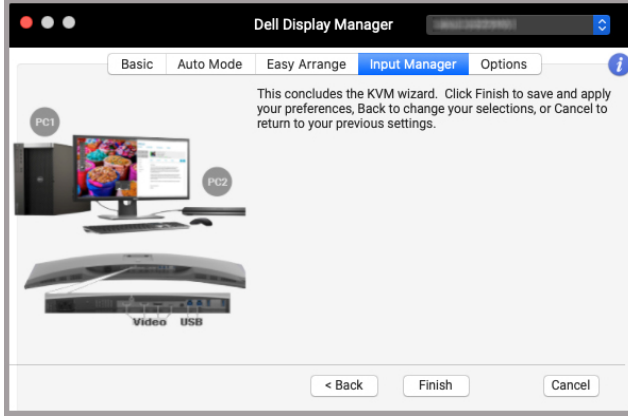 Dell Display Manager
Basic Auto Mode Easy Arrange Input Manager Options i
This concludes the KVM wizard. Click Finish to save and apply
your preferences, Back to change your selections, or Cancel to
return to your previous settings.
PC1
PC2
Video USB
< Back Finish Cancel